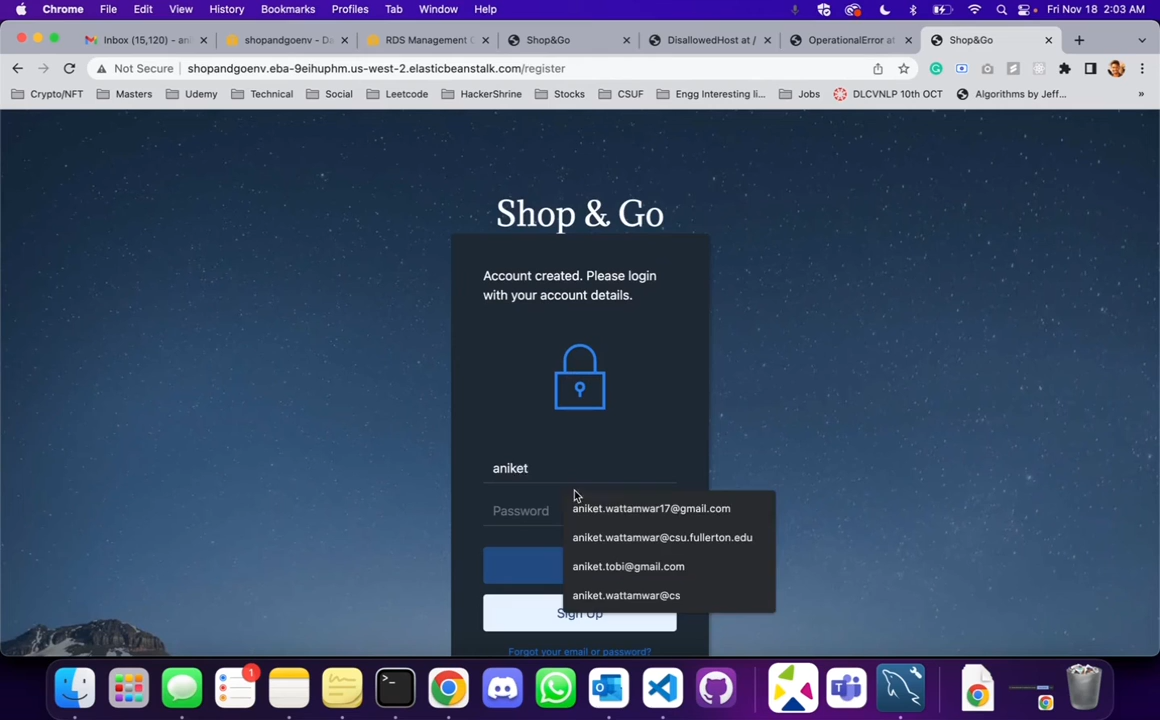 Chrome File Edit View History Bookmarks Profiles Tab Window Help Fri Nov 18 2:03 AM
Inbox (15,120) - ani shopandgoenv - Da RDS Management C Shop&Go DisallowedHost at / OperationalError at Shop&Go
Not Secure shopandgoenv.eba-9eihuphm.us-west-2.elasticbeanstalk.com/register
Crypto/NFT Masters Udemy Technical Social Leetcode HackerShrine Stocks CSUF Engg Interesting li... Jobs DLCVNLP 10th OCT Algorithms by Jeff... »
Shop & Go
Account created. Please login
with your account details.
aniket
Password
aniket.wattamwar17@gmail.com
aniket.wattamwar@csu.fullerton.edu
aniket.tobi@gmail.com
aniket.wattamwar@cs
Sign Up
Forgot your email or password?
1